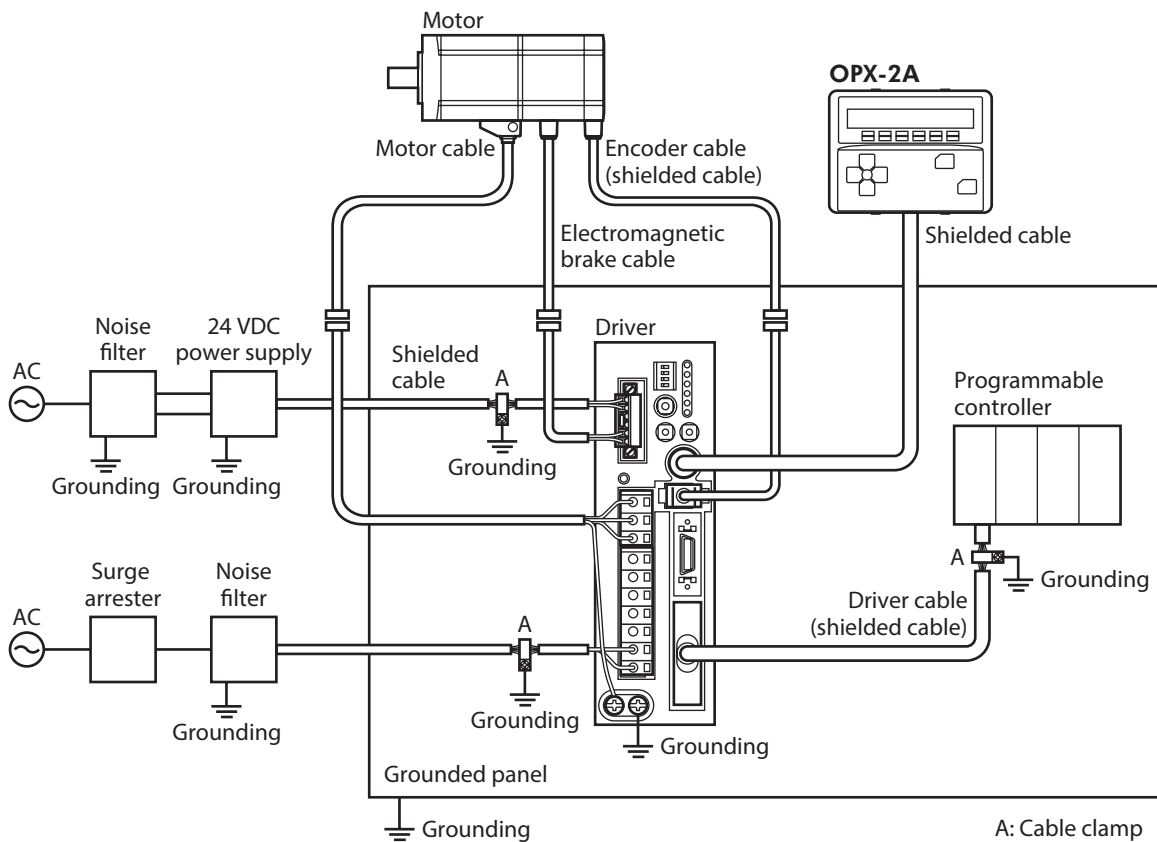 Motor
OPX-2A
Motor cable
Encoder cable
(shielded cable)
Electromagnetic
brake cable
Shielded cable
Noise
filter
24 VDC
power supply
Shielded
cable
Driver
AC
A
Programmable
controller
Grounding
Grounding
Grounding
Surge
arrester
Noise
filter
A
Grounding
AC
A
Driver cable
(shielded cable)
Grounding
Grounding
Grounding
Grounded panel
Grounding
A: Cable clamp